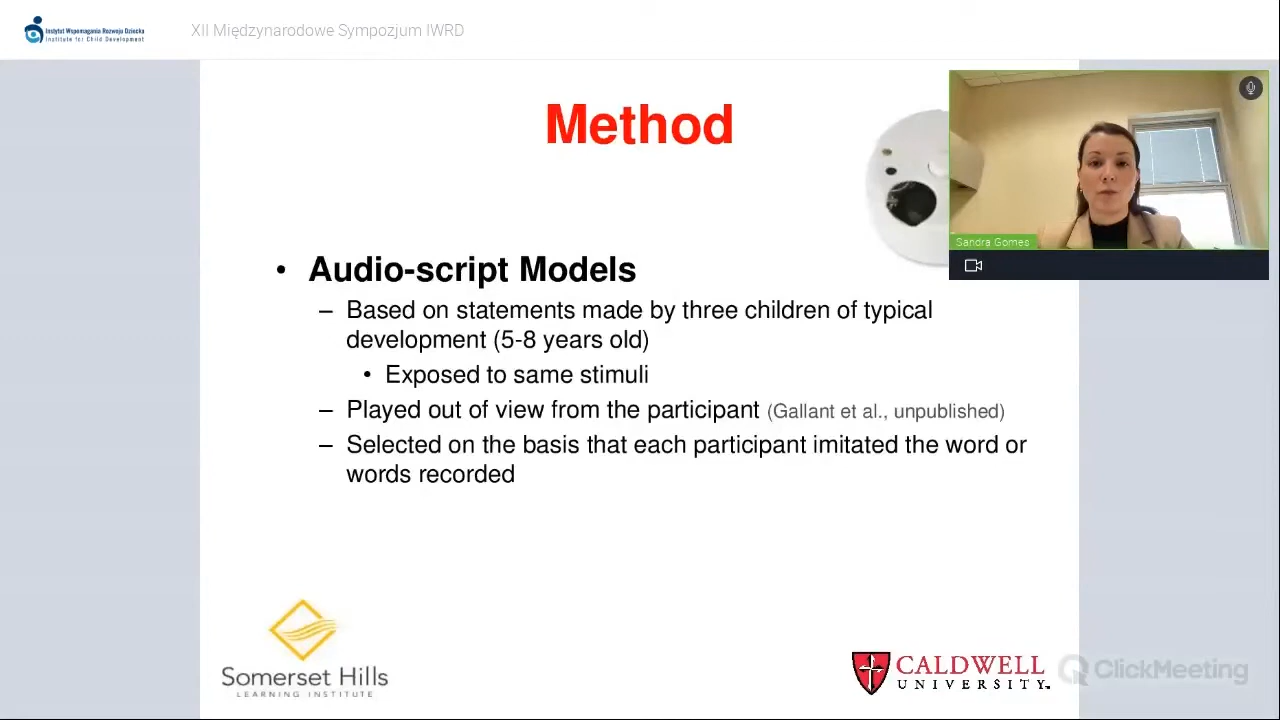 Instytut Wspomagania Rozwoju Dziecka
Institute for Child Development
XII Międzynarodowe Sympozjum IWRD
Method
Sandra Gomes
• Audio-script Models
– Based on statements made by three children of typical
development (5-8 years old)
• Exposed to same stimuli
– Played out of view from the participant (Gallant et al., unpublished)
– Selected on the basis that each participant imitated the word or
words recorded
Somerset Hills
LEARNING INSTITUTE
CALDWELL
UNIVERSITY
ClickMeeting